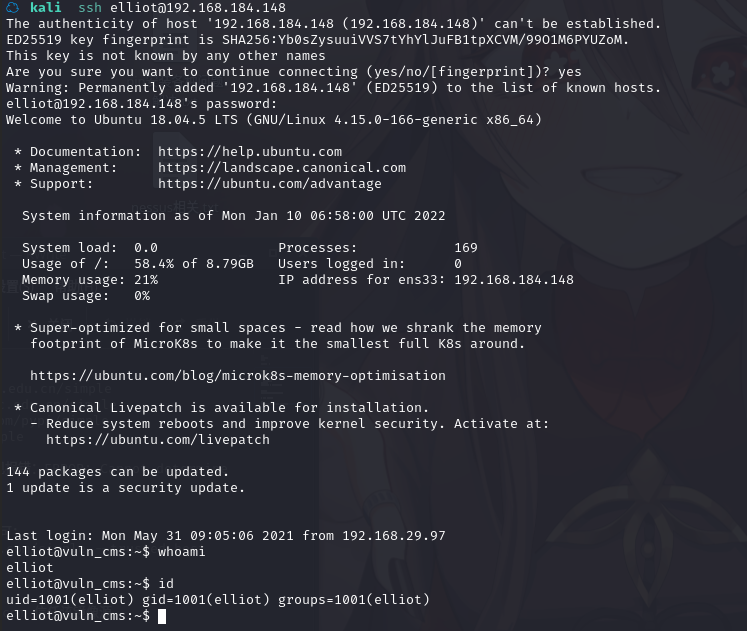 kali ssh elliot@192.168.184.148
The authenticity of host '192.168.184.148 (192.168.184.148)' can't be established.
ED25519 key fingerprint is SHA256:Yb0sZysuuiVVS7tYhYlJuFB1tpXCVM/99O1M6PYUZoM.
This key is not known by any other names
Are you sure you want to continue connecting (yes/no/[fingerprint])? yes
Warning: Permanently added '192.168.184.148' (ED25519) to the list of known hosts.
elliot@192.168.184.148's password:
Welcome to Ubuntu 18.04.5 LTS (GNU/Linux 4.15.0-166-generic x86_64)
* Documentation:  https://help.ubuntu.com
* Management:     https://landscape.canonical.com
* Support:        https://ubuntu.com/advantage
System information as of Mon Jan 10 06:58:00 UTC 2022
System load:  0.0               Processes:            169
Usage of /:   58.4% of 8.79GB   Users logged in:      0
Memory usage: 21%               IP address for ens33: 192.168.184.148
Swap usage:   0%
* Super-optimized for small spaces - read how we shrank the memory
footprint of MicroK8s to make it the smallest full K8s around.
https://ubuntu.com/blog/microk8s-memory-optimisation
* Canonical Livepatch is available for installation.
- Reduce system reboots and improve kernel security. Activate at:
https://ubuntu.com/livepatch
144 packages can be updated.
1 update is a security update.
Last login: Mon May 31 09:05:06 2021 from 192.168.29.97
elliot@vuln_cms:~$ whoami
elliot
elliot@vuln_cms:~$ id
uid=1001(elliot) gid=1001(elliot) groups=1001(elliot)
elliot@vuln_cms:~$